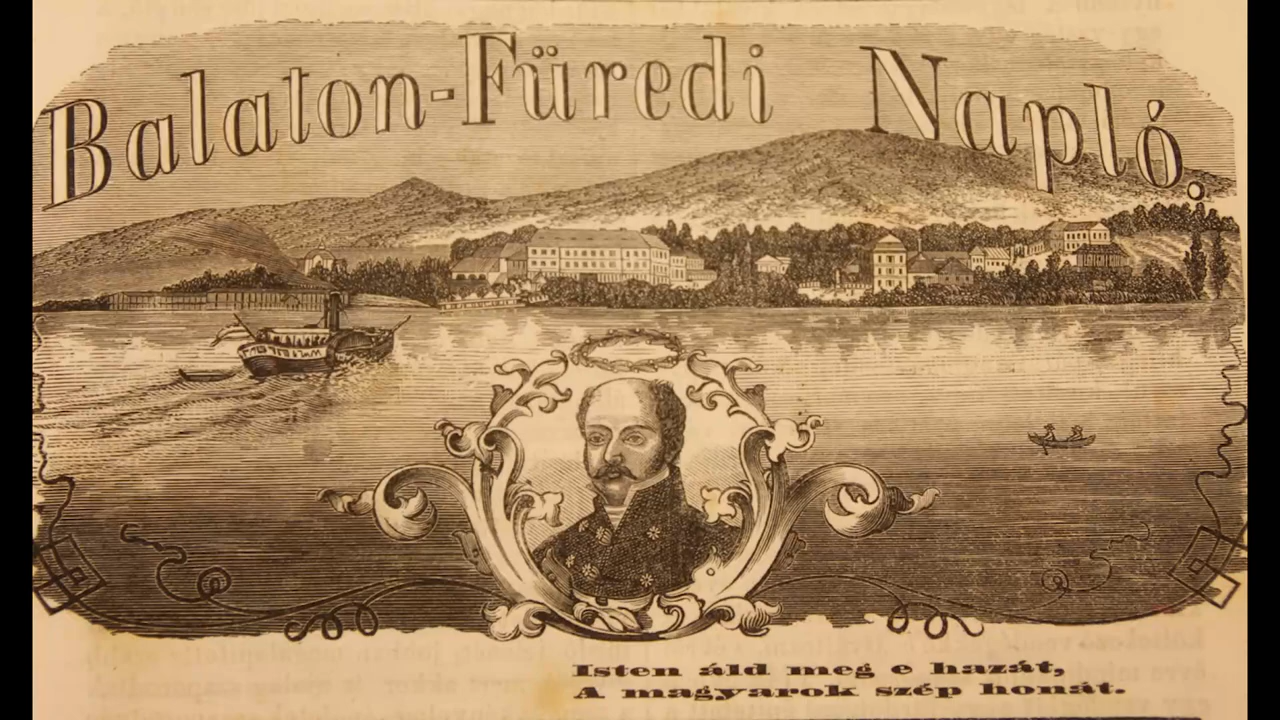 Balaton-Füredi Napló.
Isten áld meg e hazát,
A magyarok szép honát.